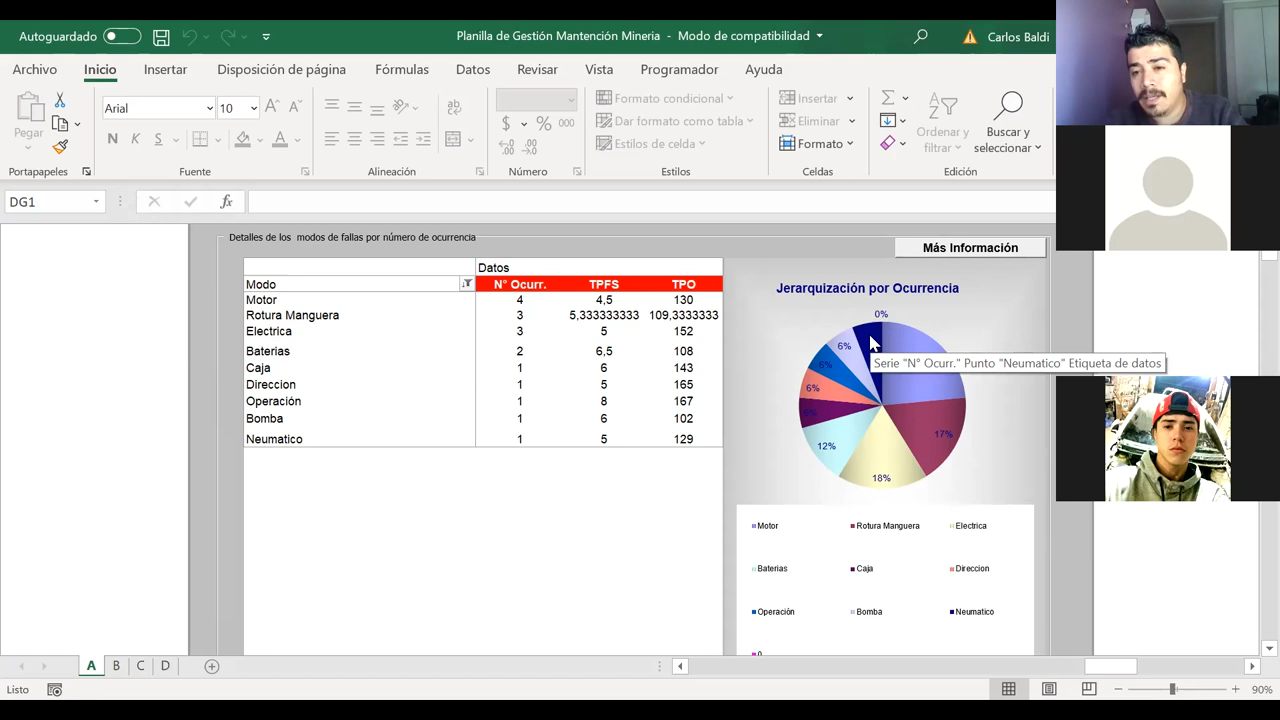 Autoguardado
Planilla de Gestión Mantención Mineria - Modo de compatibilidad
Carlos Baldi
Archivo Inicio Insertar Disposición de página Fórmulas Datos Revisar Vista Programador Ayuda
Pegar
Arial 10
N K S
$ % 000
Formato condicional
Dar formato como tabla
Estilos de celda
Insertar
Eliminar
Formato
Ordenar y filtrar
Buscar y seleccionar
Portapapeles Fuente Alineación Número Estilos Celdas Edición
DG1 fx
Detalles de los modos de fallas por número de ocurrencia
Más Información
Datos
Modo N° Ocurr. TPFS TPO
Motor 4 4,5 130
Rotura Manguera 3 5,333333333 109,3333333
Electrica 3 5 152
Baterias 2 6,5 108
Caja 1 6 143
Direccion 1 5 165
Operación 1 8 167
Bomba 1 6 102
Neumatico 1 5 129
Jerarquización por Ocurrencia
0%
6%
Serie "N° Ocurr." Punto "Neumatico" Etiqueta de datos
6%
6%
6%
17%
12%
18%
Motor Rotura Manguera Electrica
Baterias Caja Direccion
Operación Bomba Neumatico
0
A B C D
Listo 90%